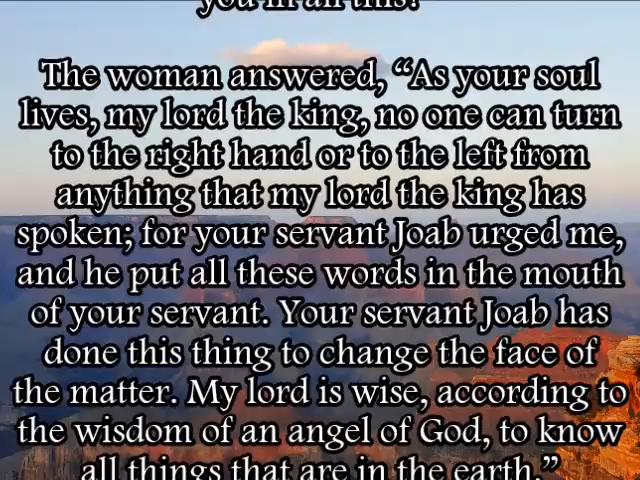 you in all this?”
The woman answered, “As your soul
lives, my lord the king, no one can turn
to the right hand or to the left from
anything that my lord the king has
spoken; for your servant Joab urged me,
and he put all these words in the mouth
of your servant. Your servant Joab has
done this thing to change the face of
the matter. My lord is wise, according to
the wisdom of an angel of God, to know
all things that are in the earth.”